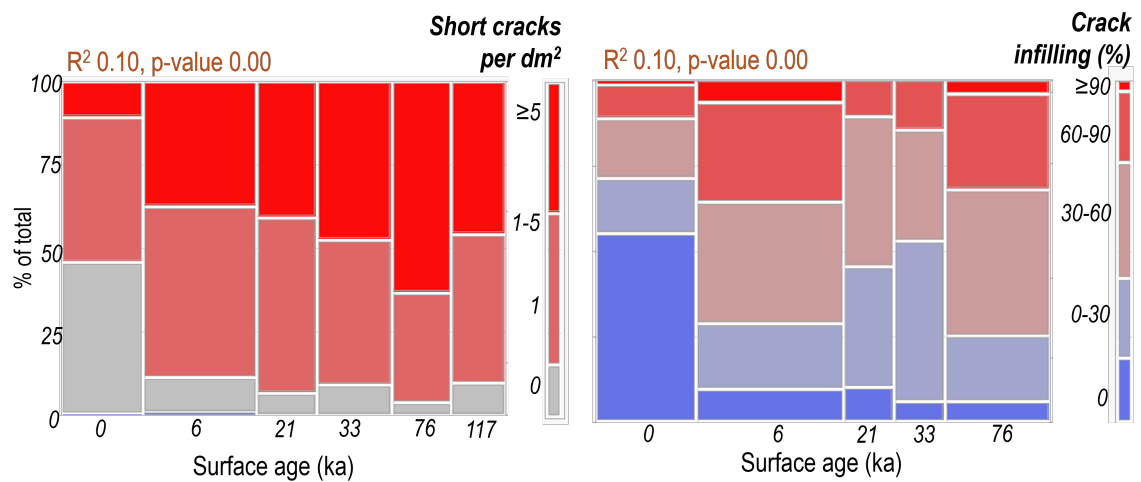 Short cracks
per dm²
R² 0.10, p-value 0.00
100
75
50
25
0
% of total
≥5
1-5
1
0
0 6 21 33 76 117
Surface age (ka)
Crack
infilling (%)
R² 0.10, p-value 0.00
≥90
60-90
30-60
0-30
0
0 6 21 33 76
Surface age (ka)